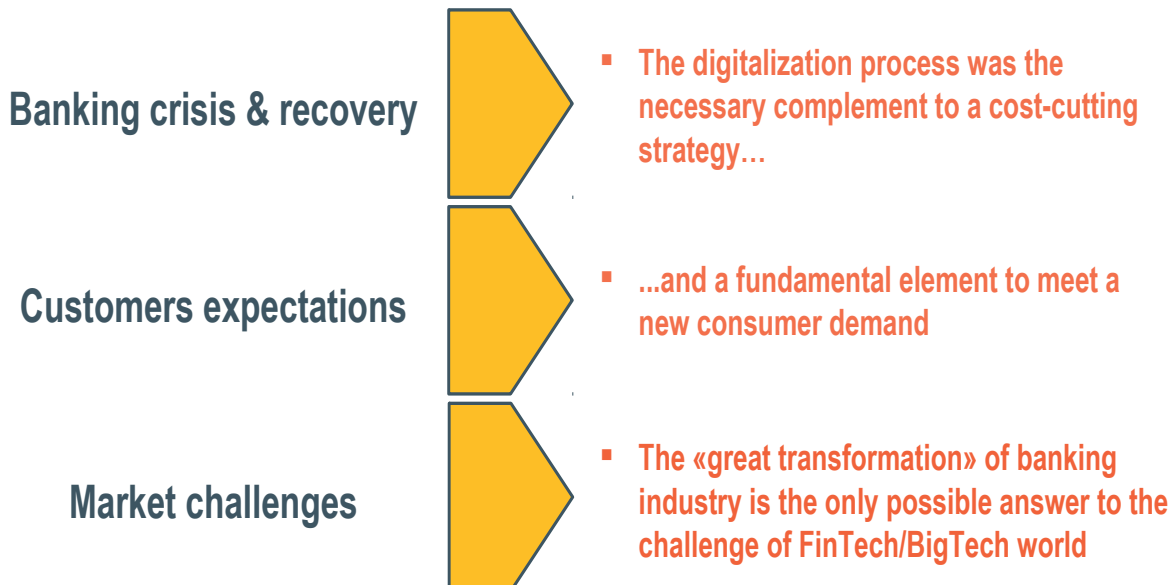 Banking crisis & recovery
▪ The digitalization process was the
necessary complement to a cost-cutting
strategy…
Customers expectations
▪ ...and a fundamental element to meet a
new consumer demand
Market challenges
▪ The «great transformation» of banking
industry is the only possible answer to the
challenge of FinTech/BigTech world